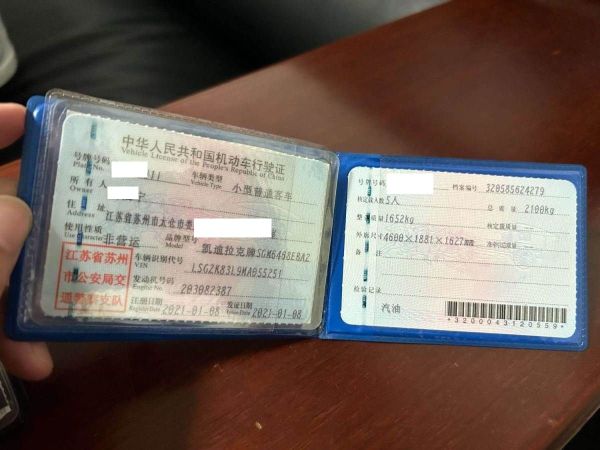 中华人民共和国机动车行驶证
Vehicle License of the People's Republic of China
号牌号码 11 车辆类型 小型普通客车
Plate No. Vehicle Type
所有人 宁
Owner
住址 江苏省苏州市太仓市娄
Address
使用性质 非营运 品牌型号 凯迪拉克牌SGM6468EBA2
Use Character Model
江苏省苏州
市公安局交
通警察支队
车辆识别代号 LSGZK83L9MA055251
VIN
发动机号码 203082387
Engine No.
注册日期 2021-01-08 发证日期 2021-01-08
Register Date Issue Date
号牌号码 档案编号 320585624279
核定载人数 5人 总质量 2100kg
整备质量 1652kg 核定载质量
外廓尺寸 4600×1881×1627mm 准牵引总质量
备注
检验记录
汽油
*3200043120559*